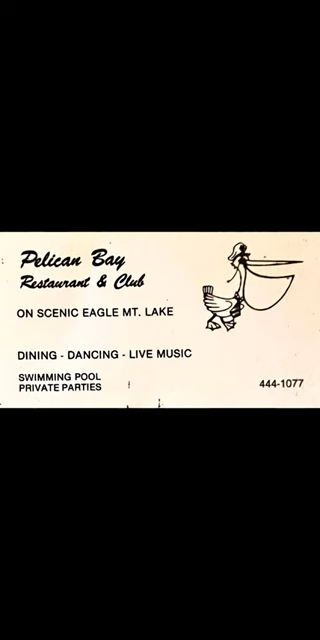 Pelican Bay
Restaurant & Club
ON SCENIC EAGLE MT. LAKE
DINING - DANCING - LIVE MUSIC
SWIMMING POOL
PRIVATE PARTIES
444-1077